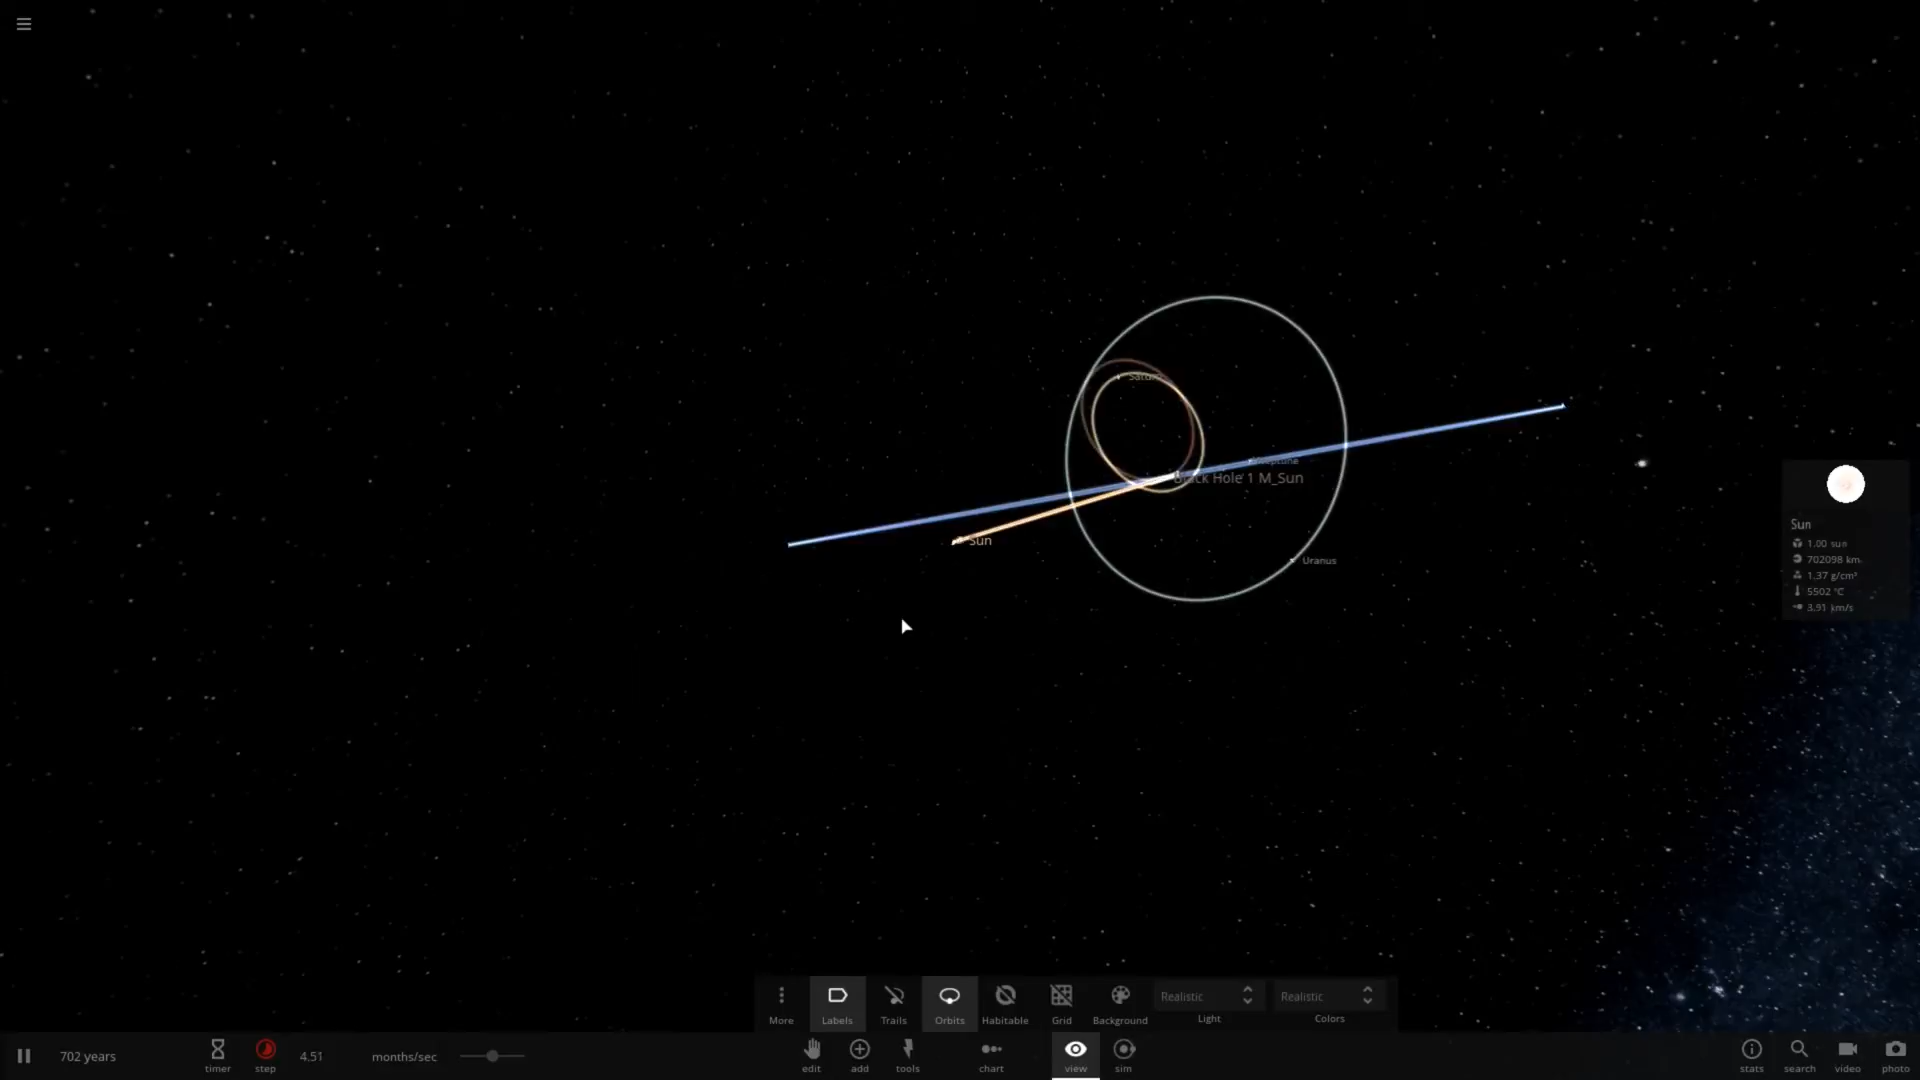 Saturn
Neptune
Black Hole 1 M_Sun
Sun
Uranus
Sun
1.00 sun
702098 km
1.37 g/cm³
5502 °C
3.91 km/s
More
Labels
Trails
Orbits
Habitable
Grid
Background
Realistic
Light
Realistic
Colors
702 years
timer
step
4.51
months/sec
edit
add
tools
chart
view
sim
stats
search
video
photo